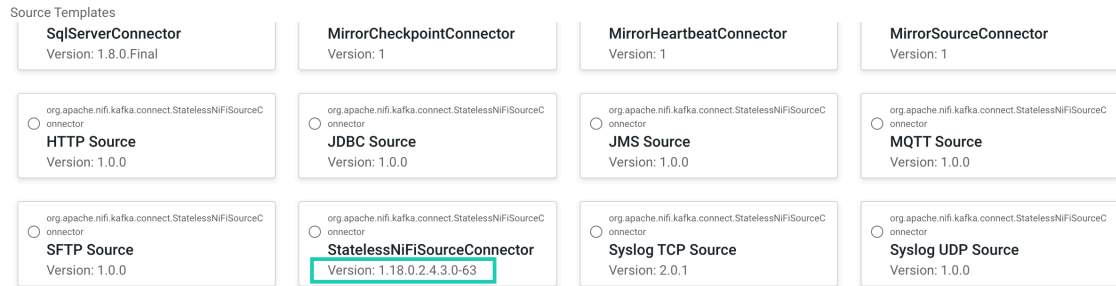 Source Templates
SqlServerConnector
Version: 1.8.0.Final
MirrorCheckpointConnector
Version: 1
MirrorHeartbeatConnector
Version: 1
MirrorSourceConnector
Version: 1
org.apache.nifi.kafka.connect.StatelessNiFiSourceC
onnector
HTTP Source
Version: 1.0.0
org.apache.nifi.kafka.connect.StatelessNiFiSourceC
onnector
JDBC Source
Version: 1.0.0
org.apache.nifi.kafka.connect.StatelessNiFiSourceC
onnector
JMS Source
Version: 1.0.0
org.apache.nifi.kafka.connect.StatelessNiFiSourceC
onnector
MQTT Source
Version: 1.0.0
org.apache.nifi.kafka.connect.StatelessNiFiSourceC
onnector
SFTP Source
Version: 1.0.0
org.apache.nifi.kafka.connect.StatelessNiFiSourceC
onnector
StatelessNiFiSourceConnector
Version: 1.18.0.2.4.3.0-63
org.apache.nifi.kafka.connect.StatelessNiFiSourceC
onnector
Syslog TCP Source
Version: 2.0.1
org.apache.nifi.kafka.connect.StatelessNiFiSourceC
onnector
Syslog UDP Source
Version: 1.0.0